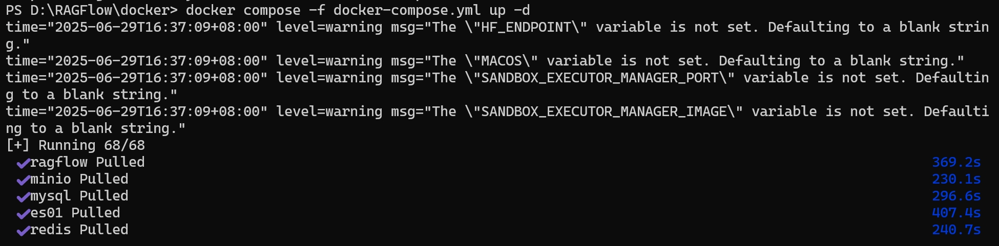 PS D:\RAGFlow\docker> docker compose -f docker-compose.yml up -d
time="2025-06-29T16:37:09+08:00" level=warning msg="The \"HF_ENDPOINT\" variable is not set. Defaulting to a blank strin
g."
time="2025-06-29T16:37:09+08:00" level=warning msg="The \"MACOS\" variable is not set. Defaulting to a blank string."
time="2025-06-29T16:37:09+08:00" level=warning msg="The \"SANDBOX_EXECUTOR_MANAGER_PORT\" variable is not set. Defaultin
g to a blank string."
time="2025-06-29T16:37:09+08:00" level=warning msg="The \"SANDBOX_EXECUTOR_MANAGER_IMAGE\" variable is not set. Defaulti
ng to a blank string."
[+] Running 68/68
✔ragflow Pulled 369.2s
✔minio Pulled 230.1s
✔mysql Pulled 296.6s
✔es01 Pulled 407.4s
✔redis Pulled 240.7s